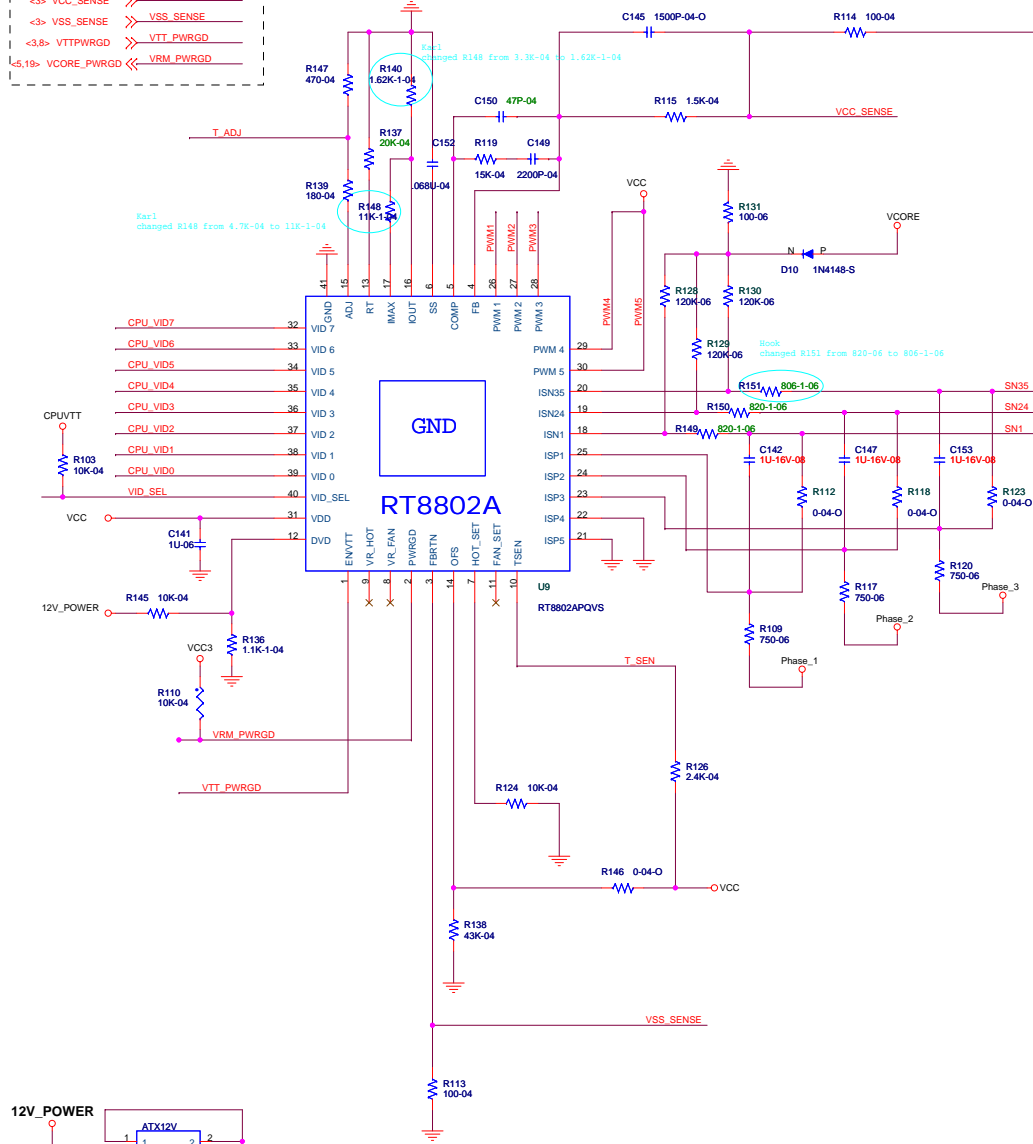 <3> VCC_SENSE
<3> VSS_SENSE VSS_SENSE
<3,8> VTTPWRGD VTT_PWRGD
<5,19> VCORE_PWRGD VRM_PWRGD
Karl
changed R148 from 3.3K-04 to 1.62K-1-04
C145 1500P-04-O
R114 100-04
R147
470-04
R140
1.62K-1-04
C150 47P-04
R115 1.5K-04
VCC_SENSE
T_ADJ
R137
20K-04
C152
.068U-04
R119
15K-04
C149
2200P-04
R139
180-04
R148
11K-1-04
Karl
changed R148 from 4.7K-04 to 11K-1-04
VCC
R131
100-06
VCORE
PWM1
PWM2
PWM3
PWM4
PWM5
N P
D10 1N4148-S
R128
120K-06
R130
120K-06
R129
120K-06
Hook
changed R151 from 820-06 to 806-1-06
41 15 13 17 16 6 5 4 26 27 28
GND
ADJ
RT
IMAX
IOUT
SS
COMP
FB
PWM 1
PWM 2
PWM 3
CPU_VID7 32 VID 7
CPU_VID6 33 VID 6
CPU_VID5 34 VID 5
CPU_VID4 35 VID 4
CPU_VID3 36 VID 3
CPU_VID2 37 VID 2
CPU_VID1 38 VID 1
CPU_VID0 39 VID 0
VID_SEL 40 VID_SEL
VCC 31 VDD
12 DVD
CPUVTT
R103
10K-04
C141
1U-06
GND
RT8802A
PWM 4 29
PWM 5 30
ISN35 20
ISN24 19
ISN1 18
ISP1 25
ISP2 24
ISP3 23
ISP4 22
ISP5 21
R151 806-1-06
R150 820-1-06
R149 820-1-06
SN35
SN24
SN1
C142
1U-16V-08
C147
1U-16V-08
C153
1U-16V-08
R112
0-04-O
R118
0-04-O
R123
0-04-O
ENVTT
VR_HOT
VR_FAN
PWRGD
FBRTN
OFS
HOT_SET
FAN_SET
TSEN
1 9 8 2 3 14 7 11 10
U9
RT8802APQVS
R120
750-06
R117
750-06
R109
750-06
Phase_3
Phase_2
Phase_1
12V_POWER
R145 10K-04
R136
1.1K-1-04
VCC3
R110
10K-04
VRM_PWRGD
VTT_PWRGD
T_SEN
R126
2.4K-04
R124 10K-04
R146 0-04-O
VCC
R138
43K-04
VSS_SENSE
R113
100-04
12V_POWER
ATX12V
1 1 2 2